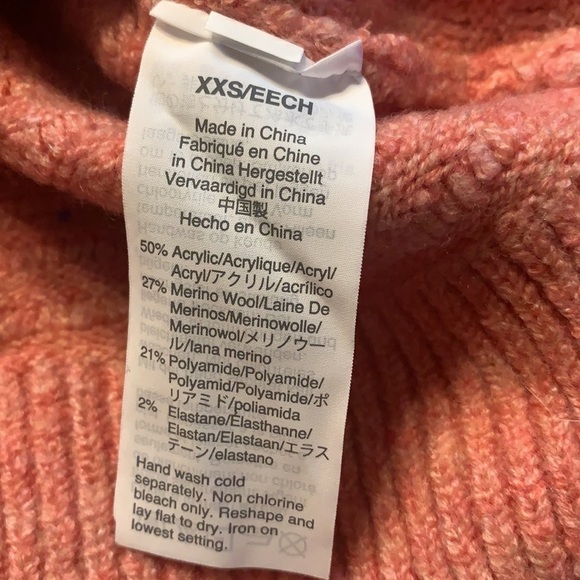 XXS/EECH
Made in China
Fabriqué en Chine
in China Hergestellt
Vervaardigd in China
中国製
Hecho en China
50% Acrylic/Acrylique/Acryl/
Acryl/アクリル/acrílico
27% Merino Wool/Laine De
Merinos/Merinowolle/
Merinowol/メリノウー
ル/lana merino
21% Polyamide/Polyamide/
Polyamid/Polyamide/ポ
リアミド/poliamida
2% Elastane/Élasthanne/
Elastan/Elastaan/エラス
テーン/elastano
Hand wash cold
separately. Non chlorine
bleach only. Reshape and
lay flat to dry. Iron on
lowest setting.